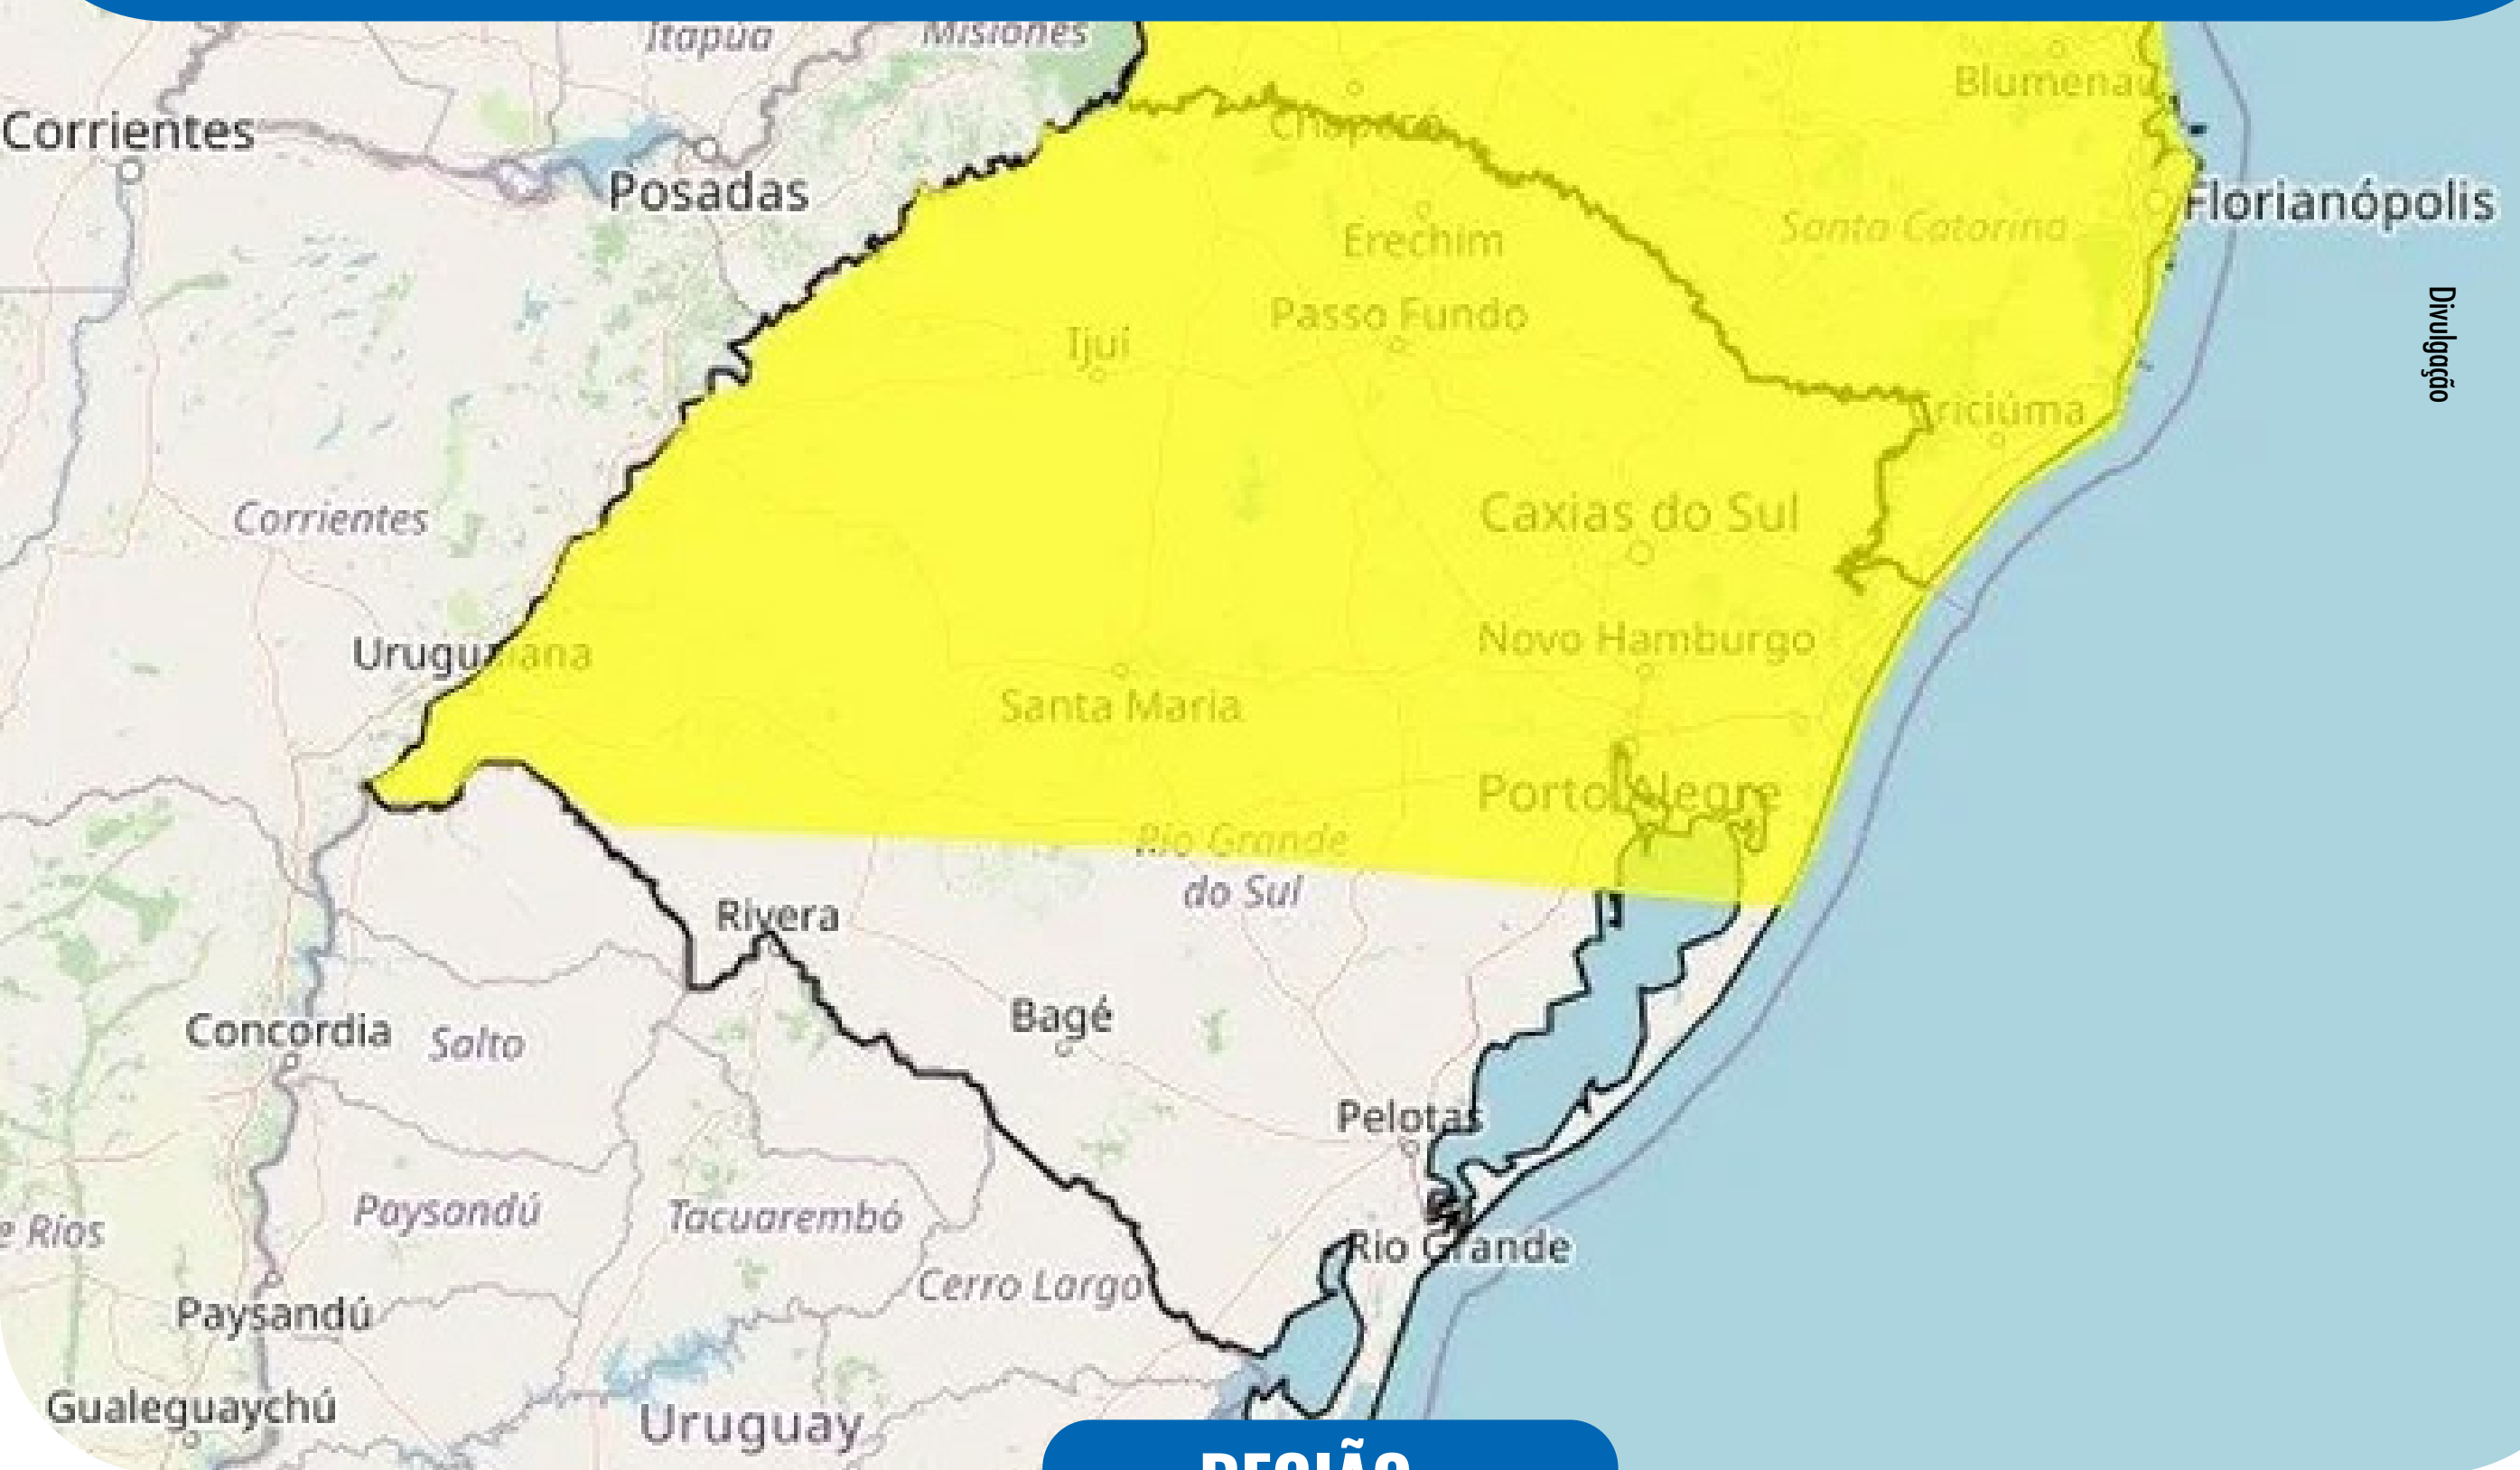 Itapúa
Misiones
Blumenau
Corrientes
Chapecó
Posadas
Florianópolis
Erechim
Santa Catarina
Passo Fundo
Ijuí
Divulgação
Criciúma
Corrientes
Caxias do Sul
Uruguaiana
Novo Hamburgo
Santa Maria
Porto Alegre
Rio Grande
do Sul
Rivera
Bagé
Concordia
Salto
Pelotas
Paysandú
Tacuarembó
e Rios
Rio Grande
Cerro Largo
Paysandú
Gualeguaychú
Uruguay
REGIÃO